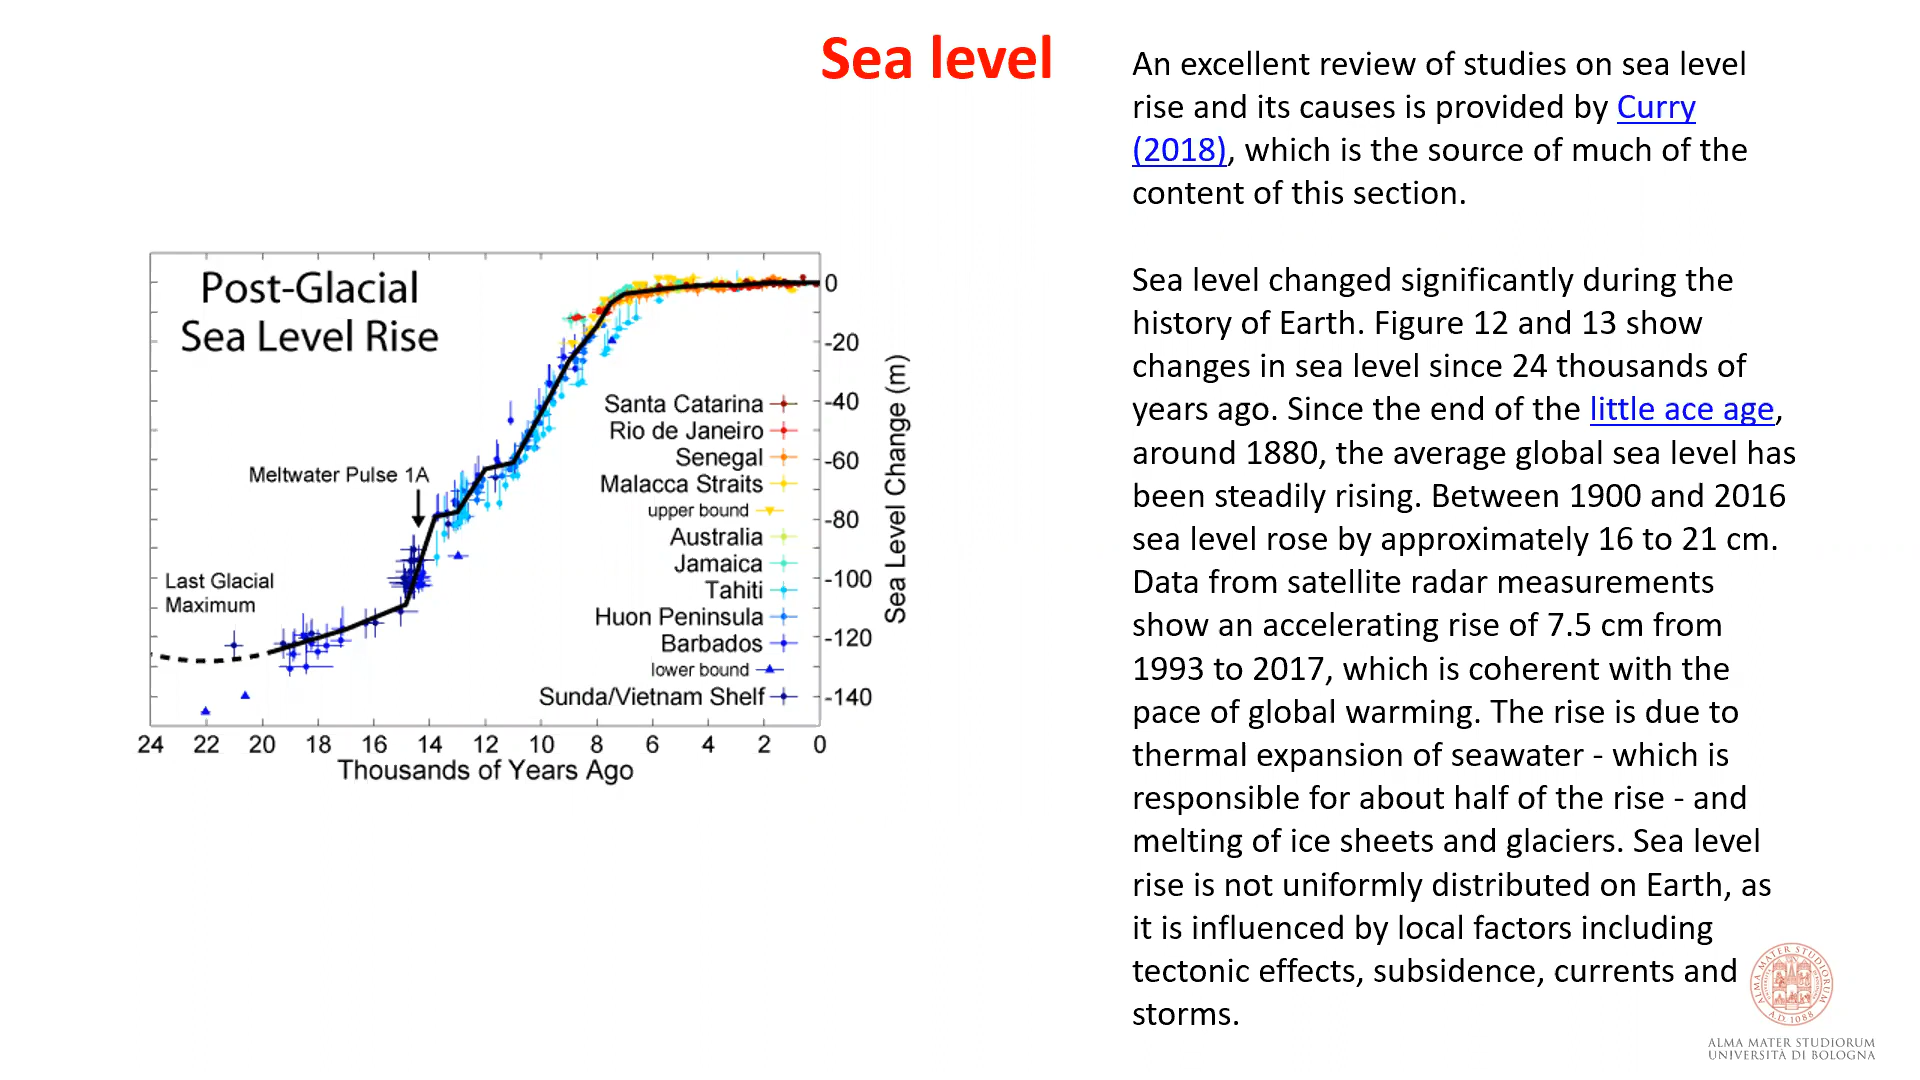 Sea level
An excellent review of studies on sea level
rise and its causes is provided by Curry
(2018), which is the source of much of the
content of this section.
Sea level changed significantly during the
history of Earth. Figure 12 and 13 show
changes in sea level since 24 thousands of
years ago. Since the end of the little ace age,
around 1880, the average global sea level has
been steadily rising. Between 1900 and 2016
sea level rose by approximately 16 to 21 cm.
Data from satellite radar measurements
show an accelerating rise of 7.5 cm from
1993 to 2017, which is coherent with the
pace of global warming. The rise is due to
thermal expansion of seawater - which is
responsible for about half of the rise - and
melting of ice sheets and glaciers. Sea level
rise is not uniformly distributed on Earth, as
it is influenced by local factors including
tectonic effects, subsidence, currents and
storms.
Post-Glacial
Sea Level Rise
Meltwater Pulse 1A
Last Glacial
Maximum
Santa Catarina
Rio de Janeiro
Senegal
Malacca Straits
upper bound
Australia
Jamaica
Tahiti
Huon Peninsula
Barbados
lower bound
Sunda/Vietnam Shelf
0
-20
-40
-60
-80
-100
-120
-140
Sea Level Change (m)
24 22 20 18 16 14 12 10 8 6 4 2 0
Thousands of Years Ago
ALMA MATER STUDIORUM
A.D. 1088
ALMA MATER STUDIORUM
UNIVERSITÀ DI BOLOGNA